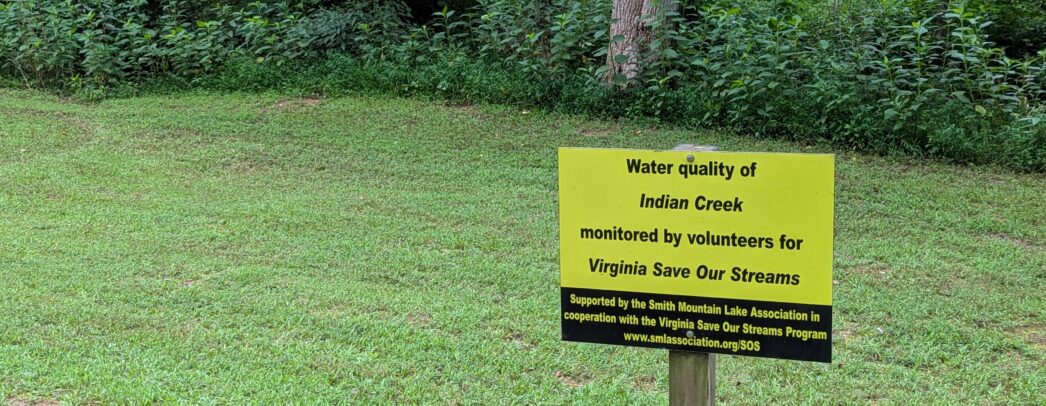 Water quality of
Indian Creek
monitored by volunteers for
Virginia Save Our Streams
Supported by the Smith Mountain Lake Association in
cooperation with the Virginia Save Our Streams Program
www.smlassociation.org/SOS